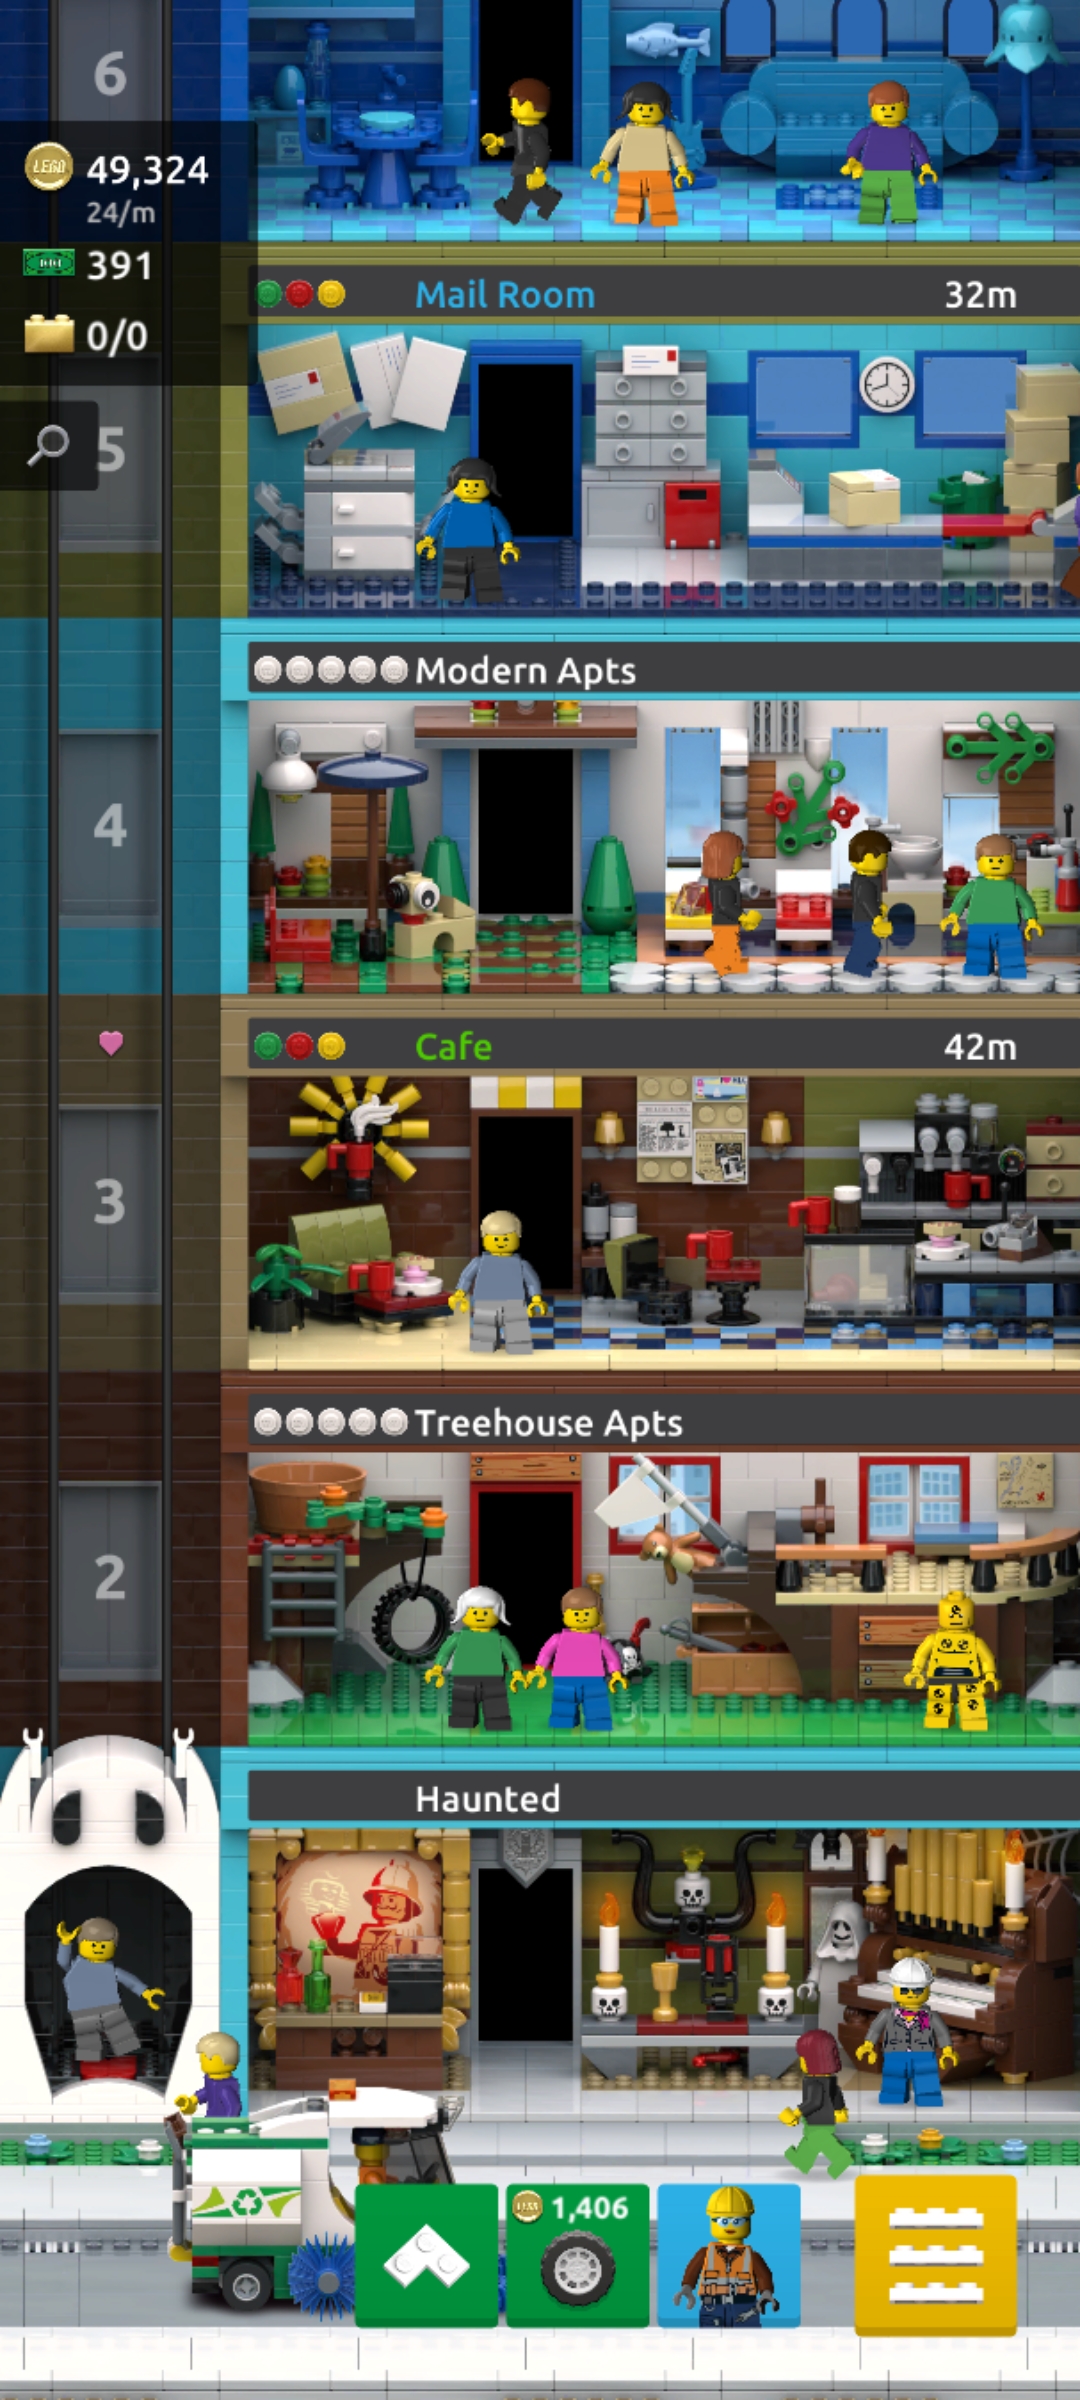 6
LEGO 49,324
24/m
391
0/0
Mail Room 32m
5
Modern Apts
4
Cafe 42m
3
Treehouse Apts
2
Haunted
1,406